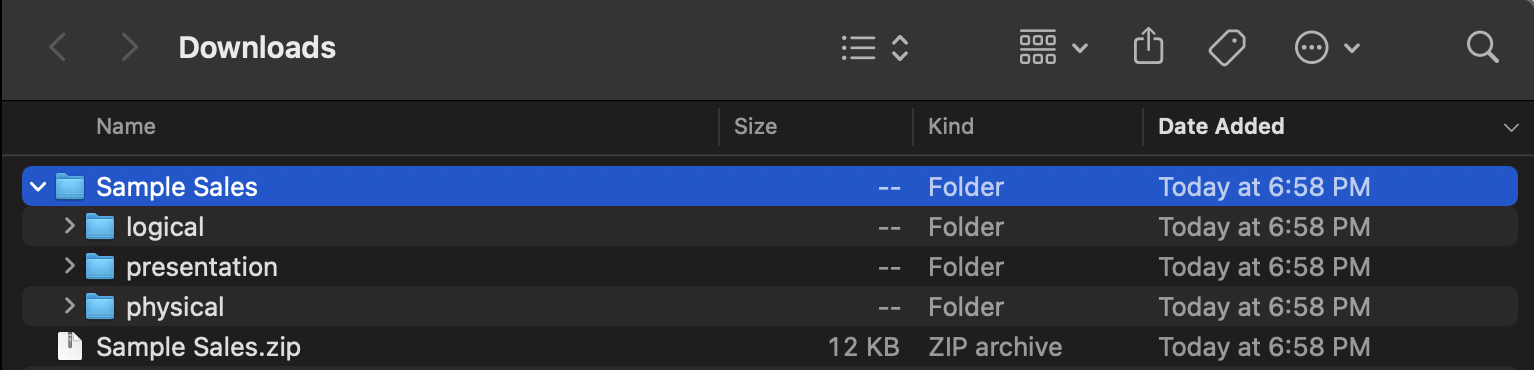 Downloads
Name Size Kind Date Added
Sample Sales -- Folder Today at 6:58 PM
logical -- Folder Today at 6:58 PM
presentation -- Folder Today at 6:58 PM
physical -- Folder Today at 6:58 PM
Sample Sales.zip 12 KB ZIP archive Today at 6:58 PM